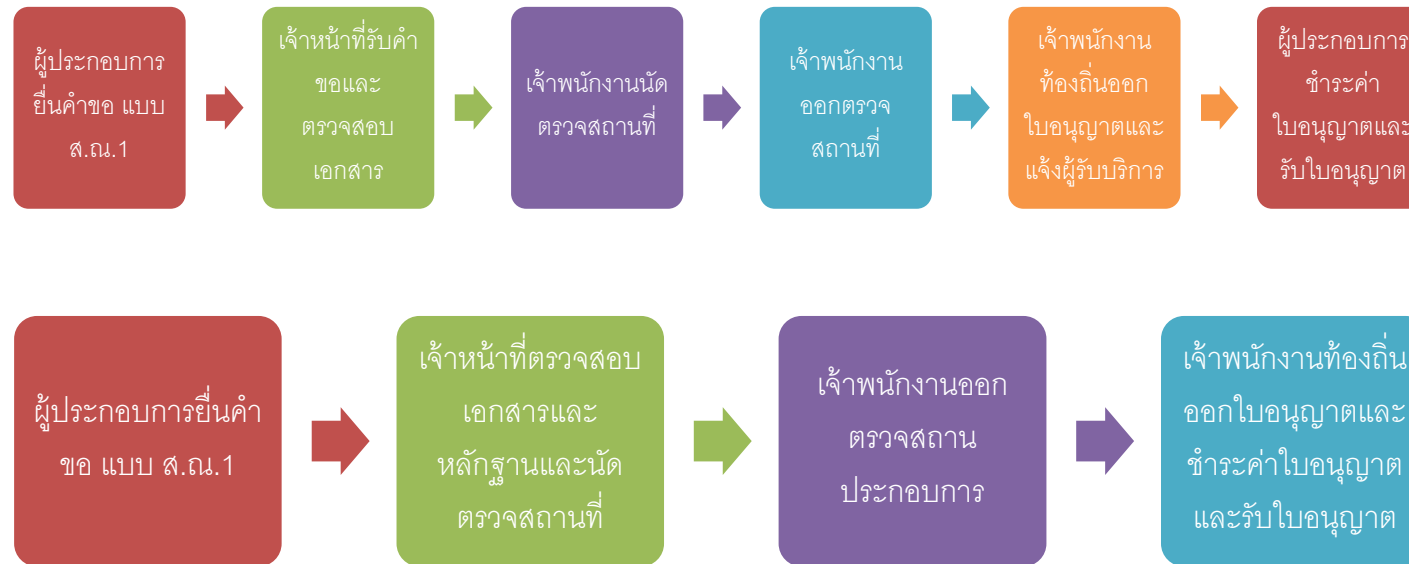 ผู้ประกอบการ
ยื่นคำขอ แบบ
ส.ณ.1
เจ้าหน้าที่รับคำ
ขอและ
ตรวจสอบ
เอกสาร
เจ้าพนักงานนัด
ตรวจสถานที่
เจ้าพนักงาน
ออกตรวจ
สถานที่
เจ้าพนักงาน
ท้องถิ่นออก
ใบอนุญาตและ
แจ้งผู้รับบริการ
ผู้ประกอบการ
ชำระค่า
ใบอนุญาตและ
รับใบอนุญาต
ผู้ประกอบการยื่นคำ
ขอ แบบ ส.ณ.1
เจ้าหน้าที่ตรวจสอบ
เอกสารและ
หลักฐานและนัด
ตรวจสถานที่
เจ้าพนักงานออก
ตรวจสถาน
ประกอบการ
เจ้าพนักงานท้องถิ่น
ออกใบอนุญาตและ
ชำระค่าใบอนุญาต
และรับใบอนุญาต